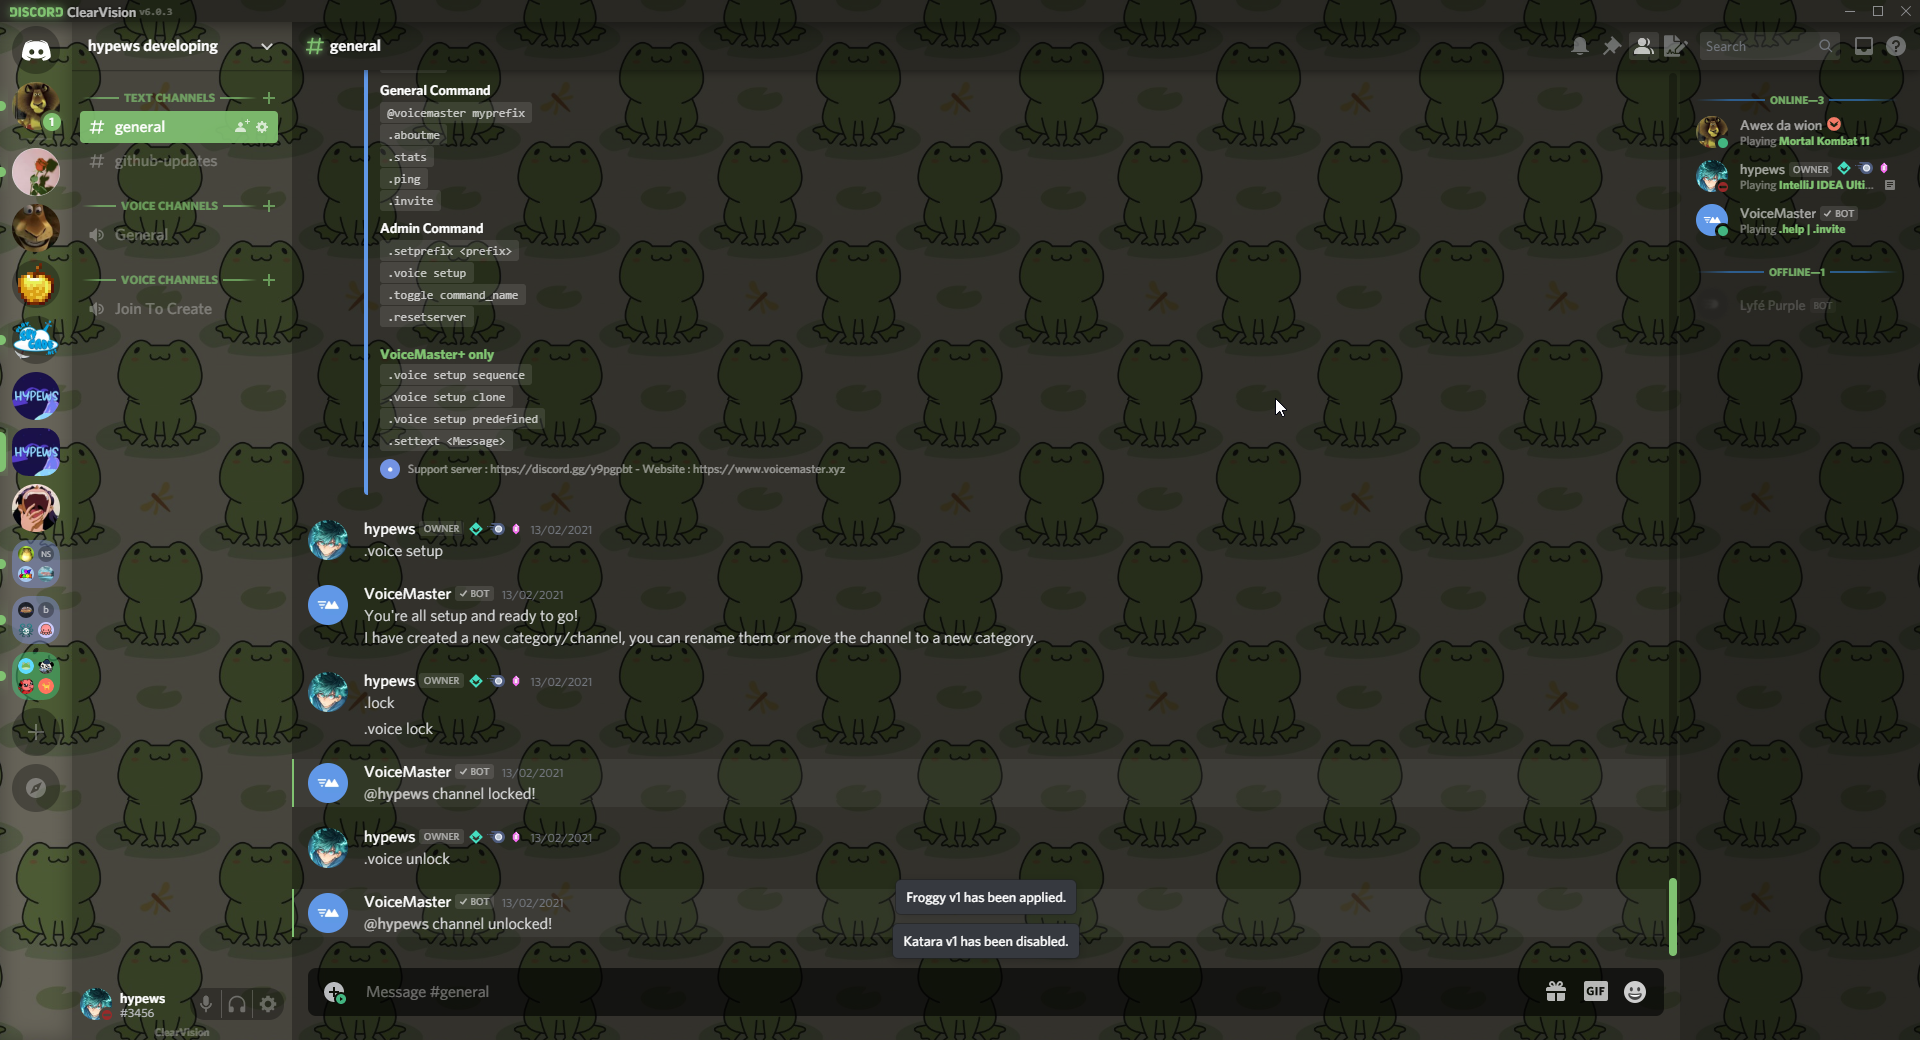 DISCORD ClearVision v6.0.3
hypews developing
TEXT CHANNELS
general
github-updates
VOICE CHANNELS
General
VOICE CHANNELS
Join To Create
1
HYPEWS
HYPEWS
NS
b
hypews
#3456
ClearVision
# general
Search
General Command
@voicemaster myprefix
.aboutme
.stats
.ping
.invite
Admin Command
.setprefix <prefix>
.voice setup
.toggle command_name
.resetserver
VoiceMaster+ only
.voice setup sequence
.voice setup clone
.voice setup predefined
.settext <Message>
Support server : https://discord.gg/y9pgpbt - Website : https://www.voicemaster.xyz
hypews OWNER 13/02/2021
.voice setup
VoiceMaster ✓ BOT 13/02/2021
You're all setup and ready to go!
I have created a new category/channel, you can rename them or move the channel to a new category.
hypews OWNER 13/02/2021
.lock
.voice lock
VoiceMaster ✓ BOT 13/02/2021
@hypews channel locked!
hypews OWNER 13/02/2021
.voice unlock
VoiceMaster ✓ BOT 13/02/2021
@hypews channel unlocked!
Froggy v1 has been applied.
Katara v1 has been disabled.
Message #general
GIF
ONLINE—3
Awex da wion
Playing Mortal Kombat 11
hypews OWNER
Playing IntelliJ IDEA Ulti...
VoiceMaster ✓ BOT
Playing .help | .invite
OFFLINE—1
Lyfé Purple BOT